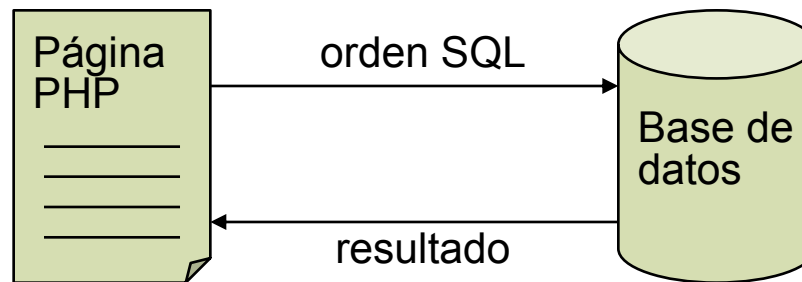 Página
PHP
orden SQL
Base de
datos
resultado